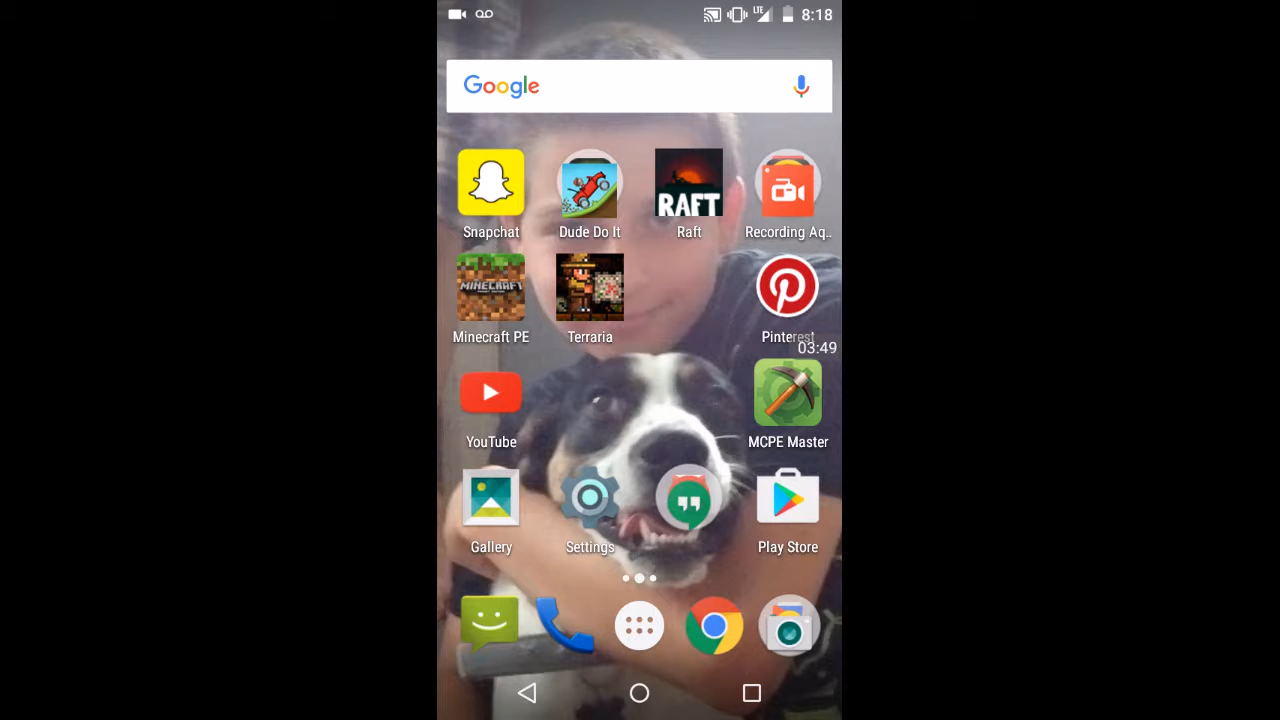 LTE 8:18
Google
RAFT
Snapchat Dude Do It Raft Recording Aq..
MINECRAFT
Minecraft PE Terraria Pinterest
03:49
YouTube MCPE Master
Gallery Settings Play Store